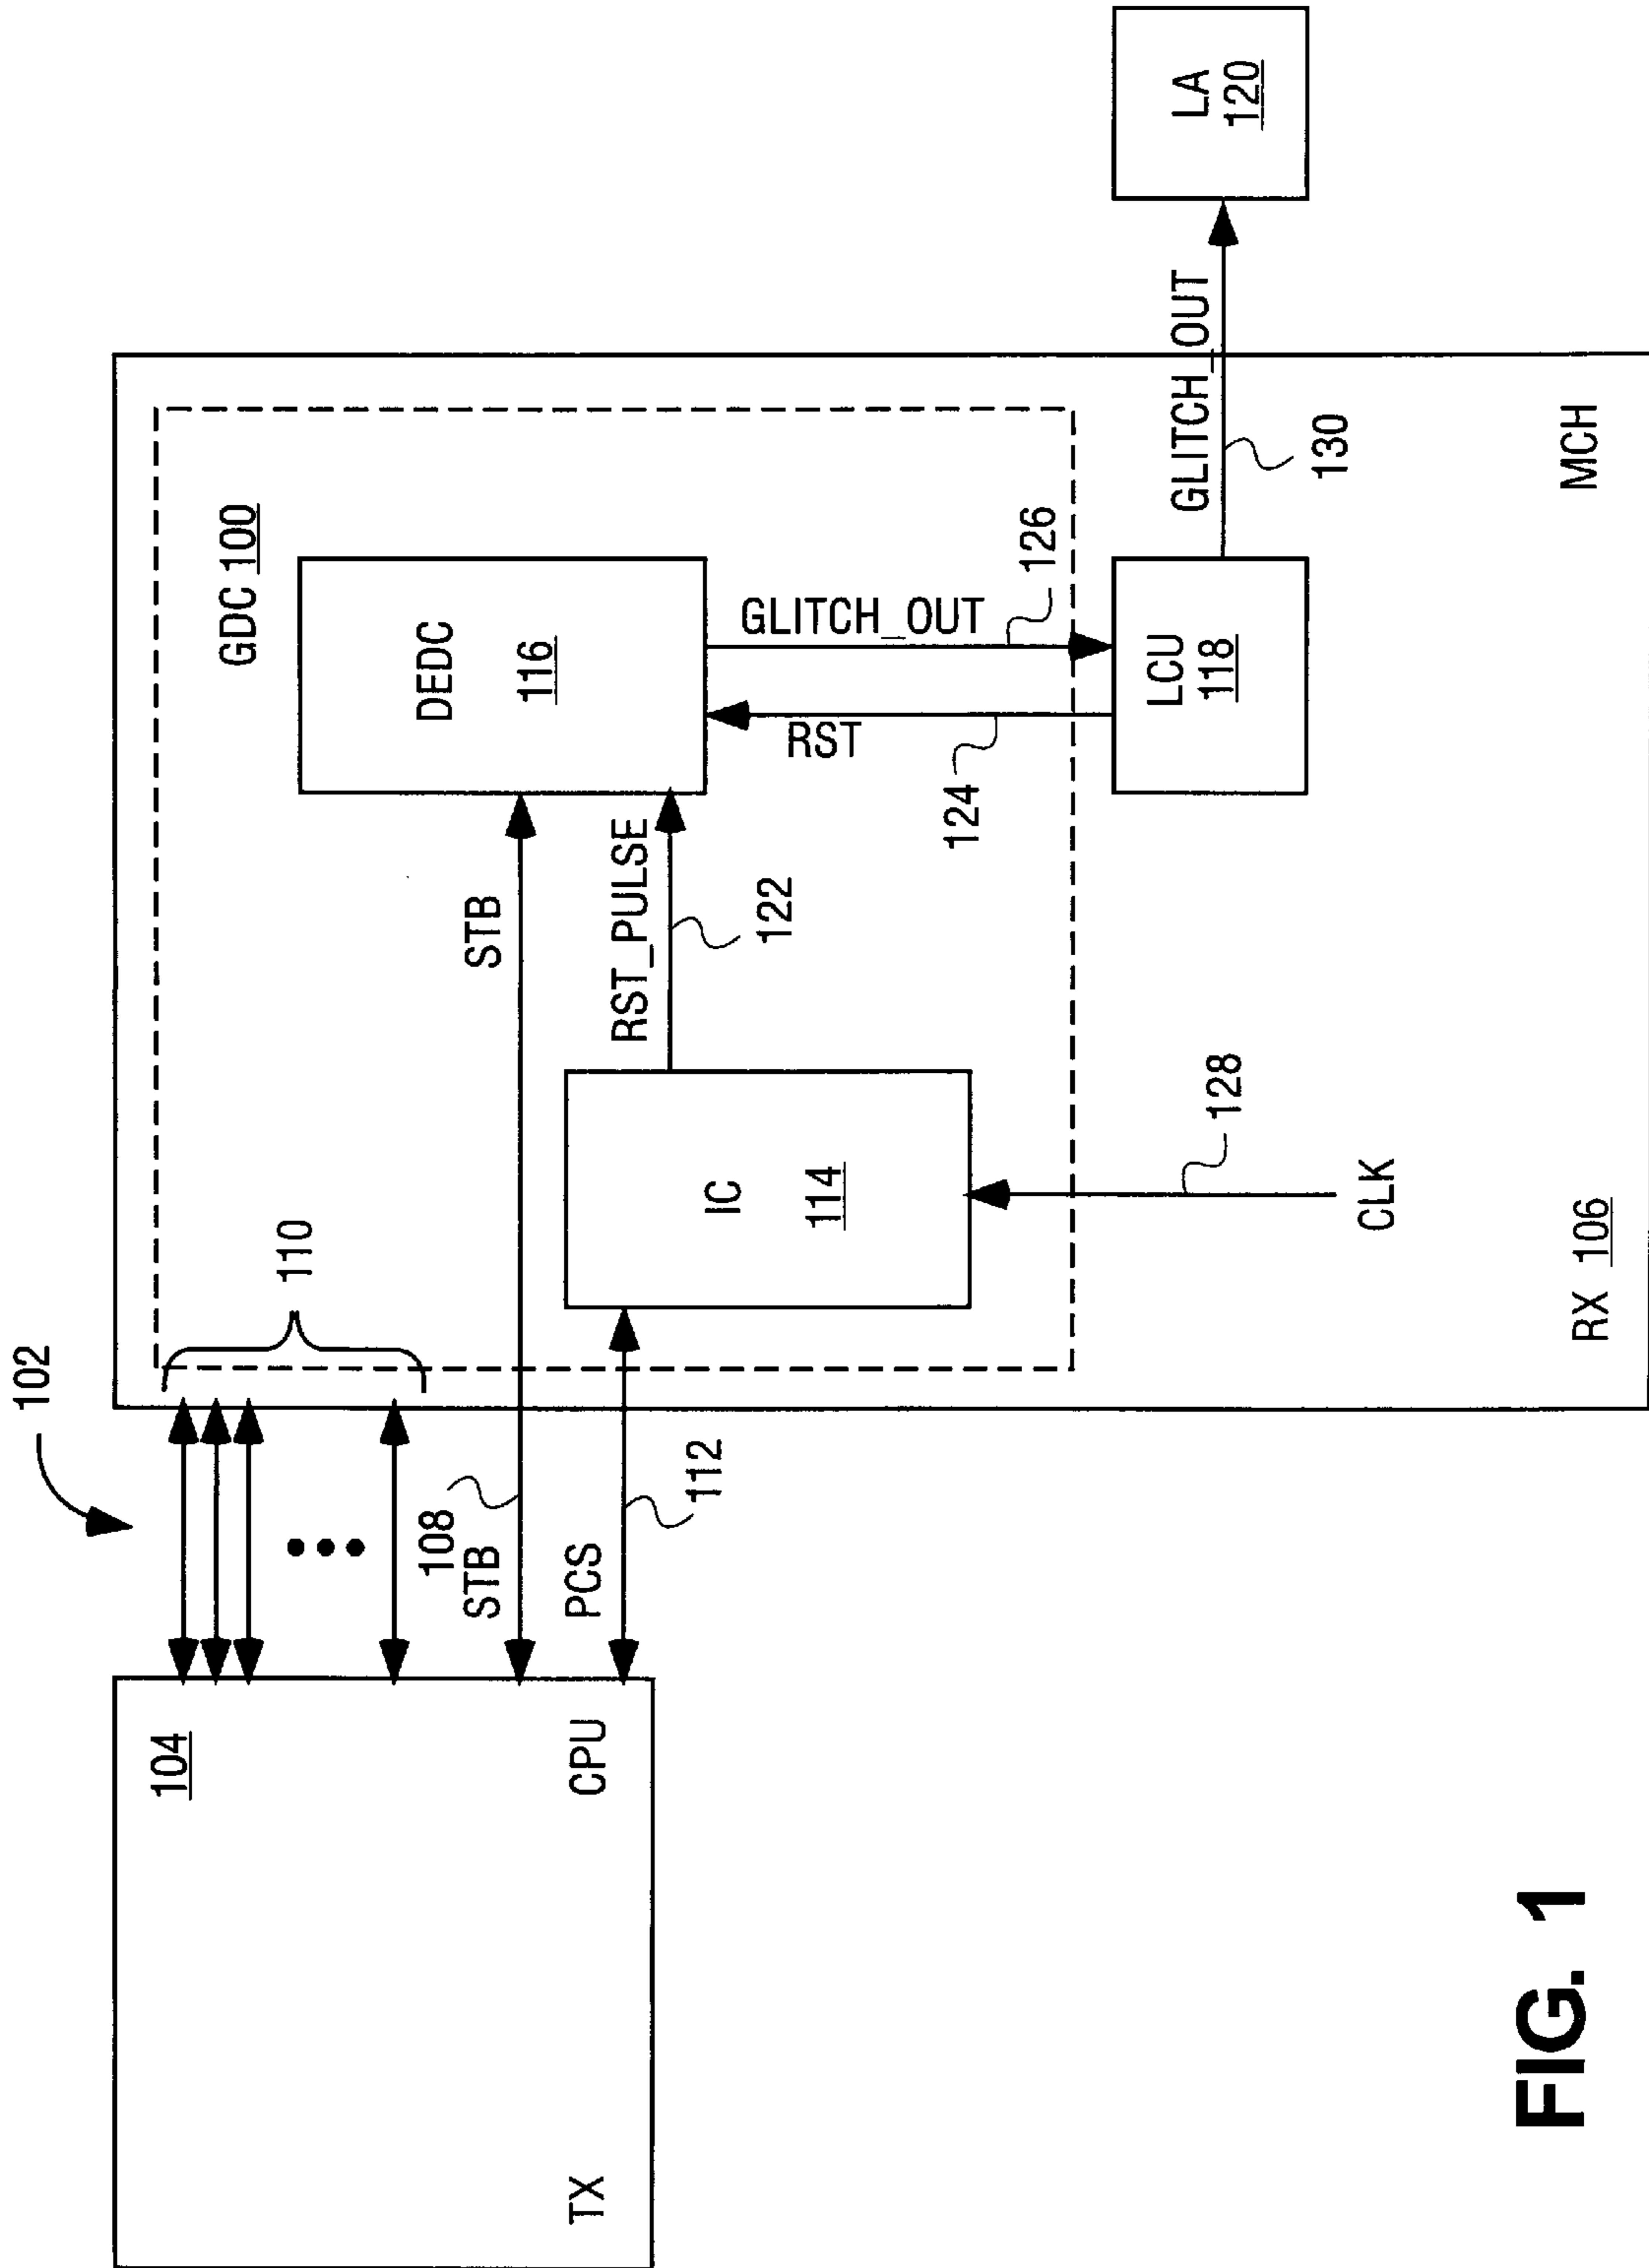 102
104
TX
CPU
110
108
STB
STB
PCS
112
GDC 100
DEDC
116
IC
114
RST_PULSE
122
GLITCH_OUT
126
RST
124
128
CLK
LCU
118
GLITCH_OUT
130
LA
120
RX 106
MCH
FIG. 1